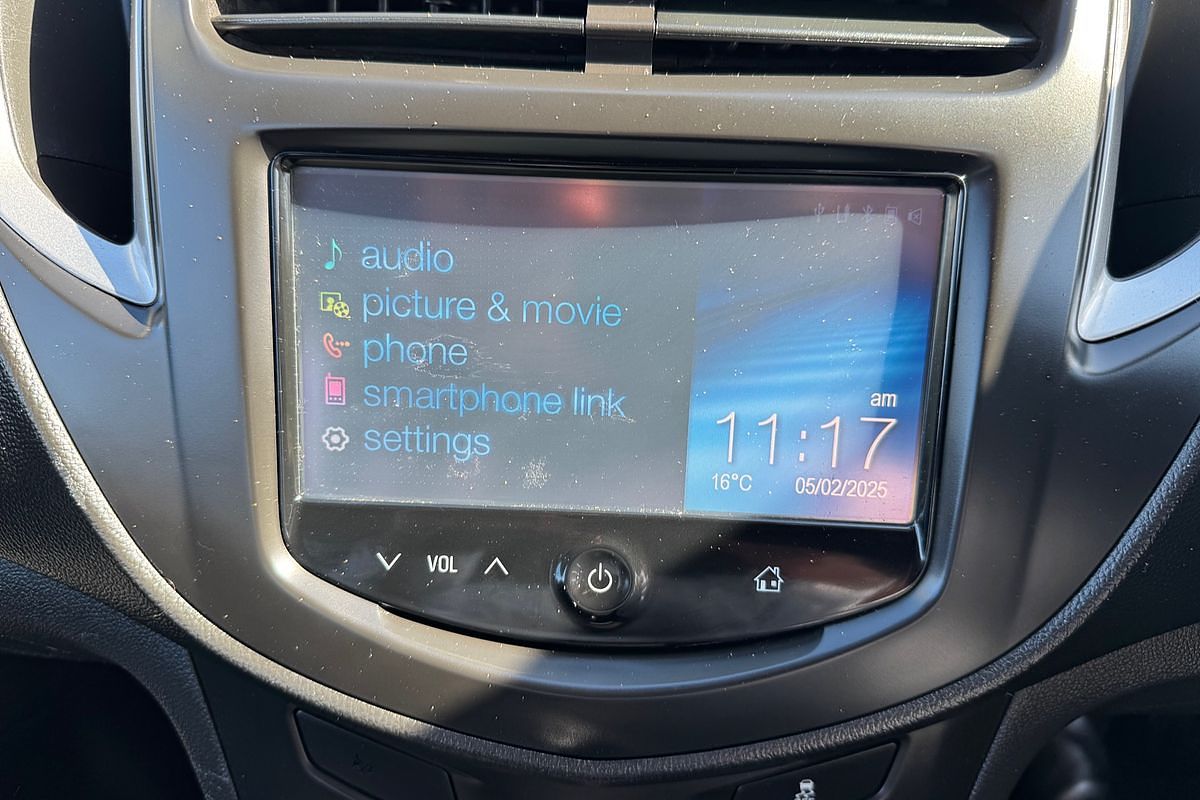 audio
picture & movie
phone
smartphone link
settings
am
11:17
16°C 05/02/2025
VOL